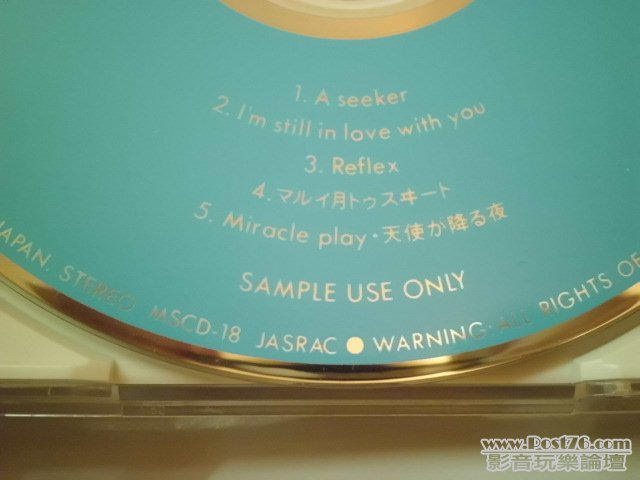 1. A seeker
2. I'm still in love with you
3. Reflex
4. マルイ月トゥスヰート
5. Miracle play・天使が降る夜
SAMPLE USE ONLY
JAPAN. STEREO MSCD-18 JASRAC ● WARNING-ALL RIGHTS OF
www.Post76.com
影音玩樂論壇